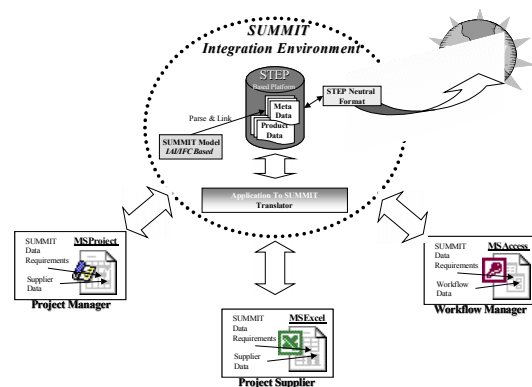 SUMMIT
Integration Environment
STEP
Based Platform
Meta
Data
Product
Data
STEP Neutral
Format
Parse & Link
SUMMIT Model
IAI/IFC Based
Application To SUMMIT
Translator
SUMMIT
Data
Requirements
Supplier
Data
MSProject
Project Manager
SUMMIT
Data
Requirements
Supplier
Data
MSExcel
Project Supplier
SUMMIT
Data
Requirements
Workflow
Data
MSAccess
Workflow Manager